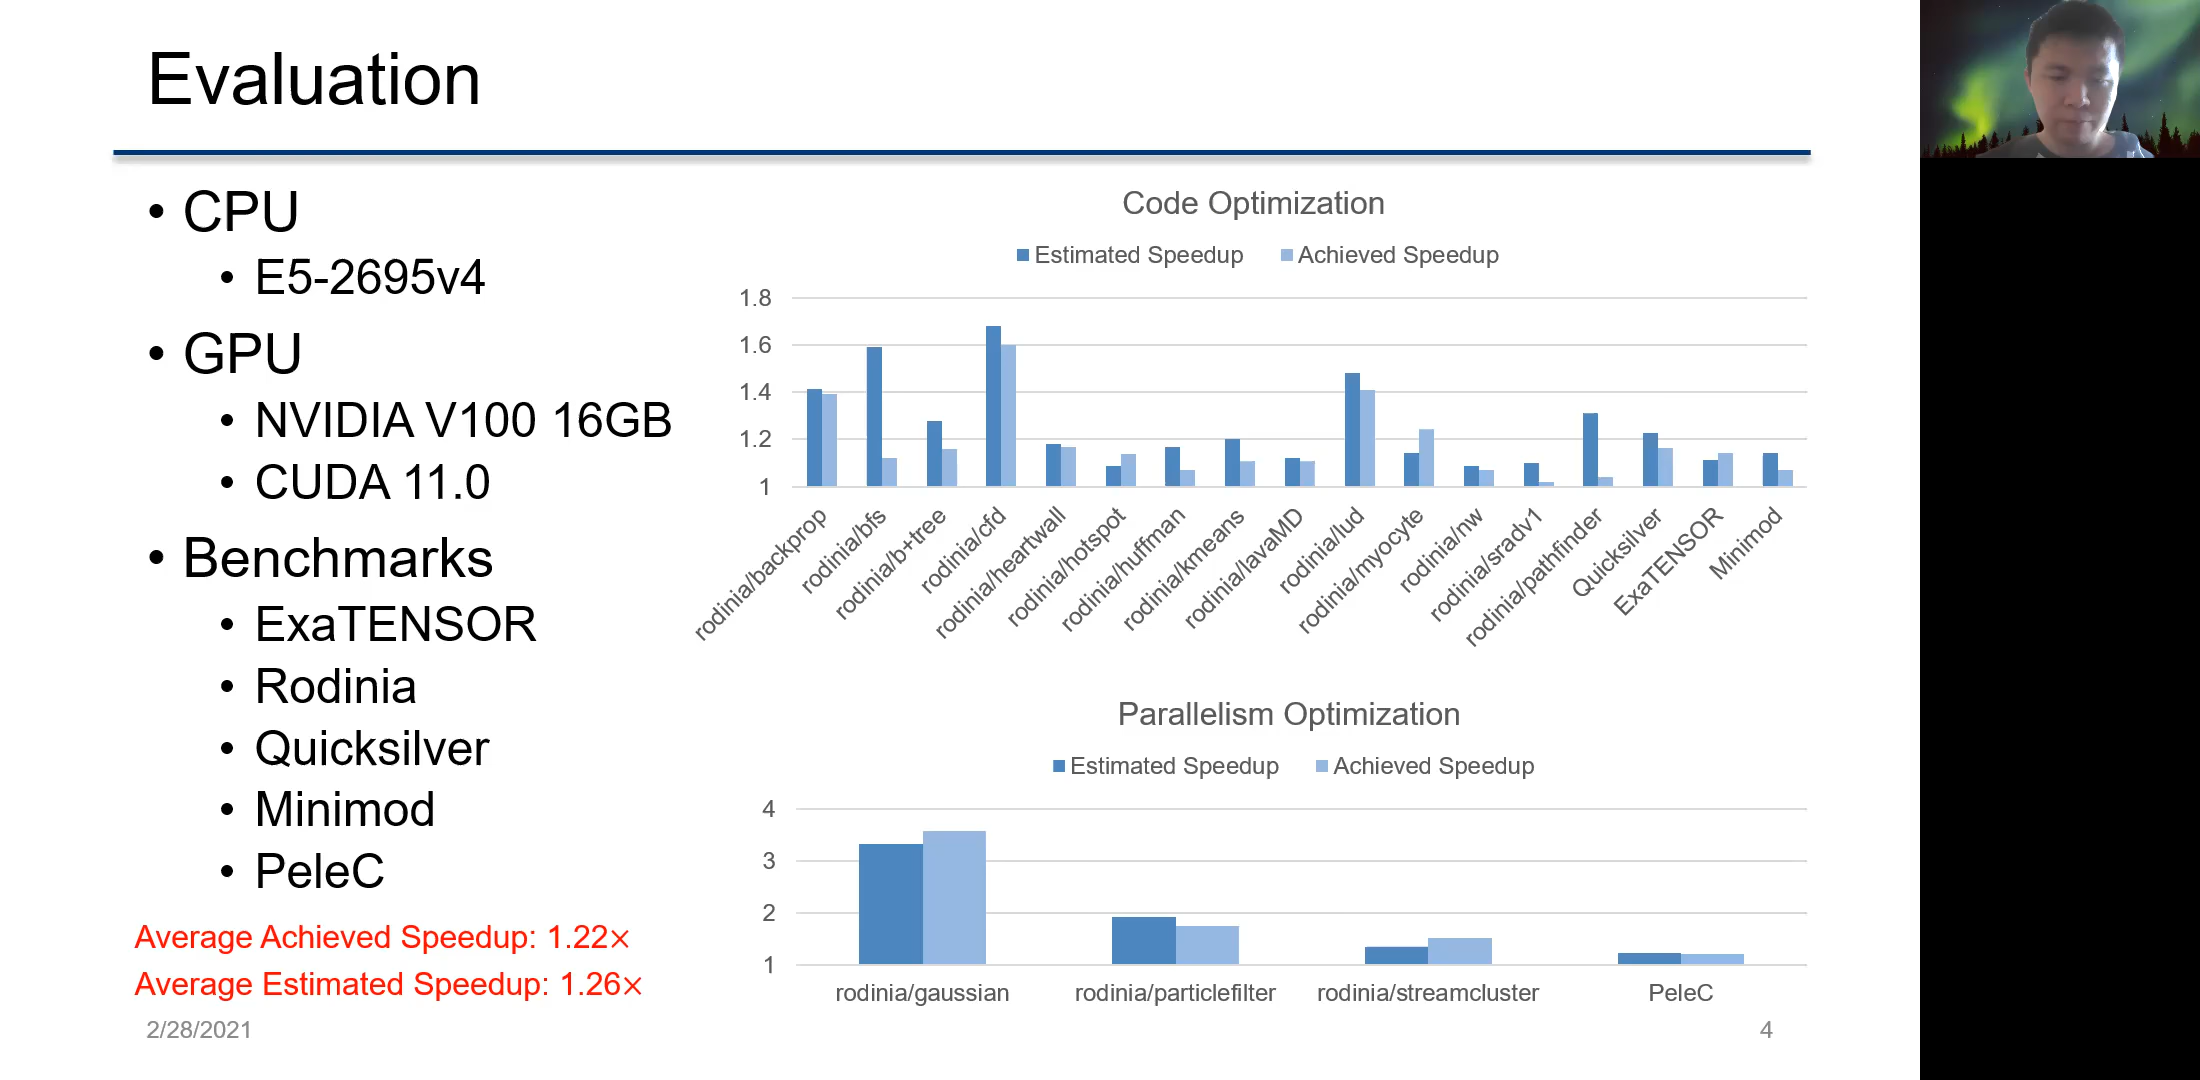 Evaluation
• CPU
• E5-2695v4
• GPU
• NVIDIA V100 16GB
• CUDA 11.0
• Benchmarks
• ExaTENSOR
• Rodinia
• Quicksilver
• Minimod
• PeleC
Average Achieved Speedup: 1.22×
Average Estimated Speedup: 1.26×
2/28/2021
Code Optimization
Estimated Speedup Achieved Speedup
1.8
1.6
1.4
1.2
1
rodinia/backprop
rodinia/bfs
rodinia/b+tree
rodinia/cfd
rodinia/heartwall
rodinia/hotspot
rodinia/huffman
rodinia/kmeans
rodinia/lavaMD
rodinia/lud
rodinia/myocyte
rodinia/nw
rodinia/sradv1
rodinia/pathfinder
Quicksilver
ExaTENSOR
Minimod
Parallelism Optimization
Estimated Speedup Achieved Speedup
4
3
2
1
rodinia/gaussian rodinia/particlefilter rodinia/streamcluster PeleC
4